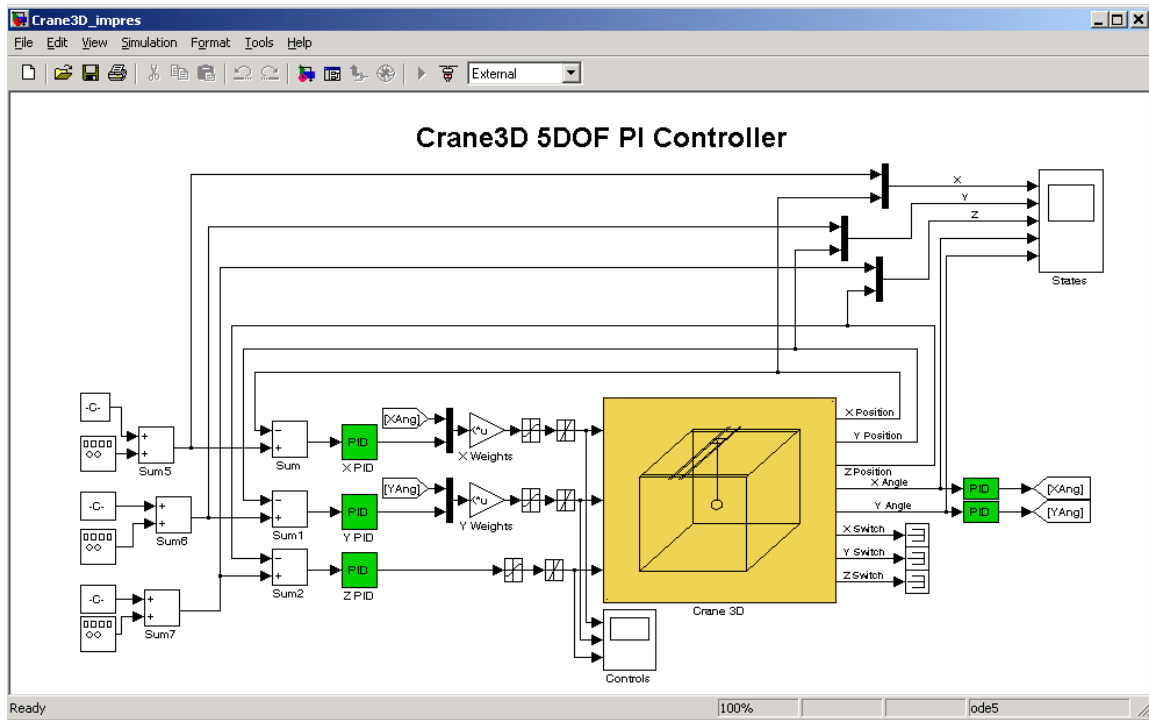 Crane3D_impres
File Edit View Simulation Format Tools Help
External
Crane3D 5DOF PI Controller
X
Y
Z
States
-C-
Sum5
-C-
Sum6
-C-
Sum7
Sum
Sum1
Sum2
PID
X PID
PID
Y PID
PID
Z PID
[XAng]
[YAng]
(*u
X Weights
(*u
Y Weights
Crane 3D
Controls
X Position
Y Position
Z Position
X Angle
Y Angle
X Switch
Y Switch
Z Switch
PID
[XAng]
PID
[YAng]
Ready
100%
ode5